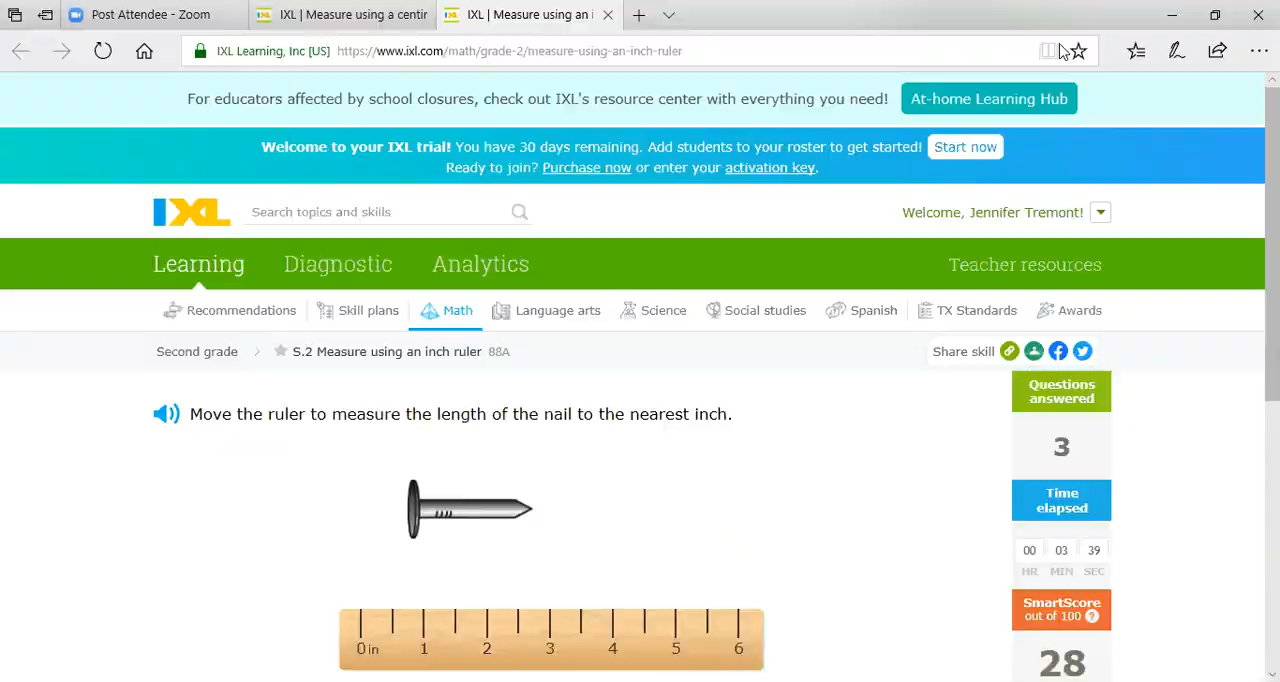 Post Attendee - Zoom
IXL | Measure using a centir
IXL | Measure using an i
IXL Learning, Inc [US] https://www.ixl.com/math/grade-2/measure-using-an-inch-ruler
For educators affected by school closures, check out IXL's resource center with everything you need! At-home Learning Hub
Welcome to your IXL trial! You have 30 days remaining. Add students to your roster to get started! Start now
Ready to join? Purchase now or enter your activation key.
IXL Search topics and skills Welcome, Jennifer Tremont!
Learning Diagnostic Analytics Teacher resources
Recommendations Skill plans Math Language arts Science Social studies Spanish TX Standards Awards
Second grade S.2 Measure using an inch ruler 88A Share skill
Move the ruler to measure the length of the nail to the nearest inch.
Questions
answered
3
Time
elapsed
00 03 39
HR MIN SEC
SmartScore
out of 100 ?
28
0 in 1 2 3 4 5 6